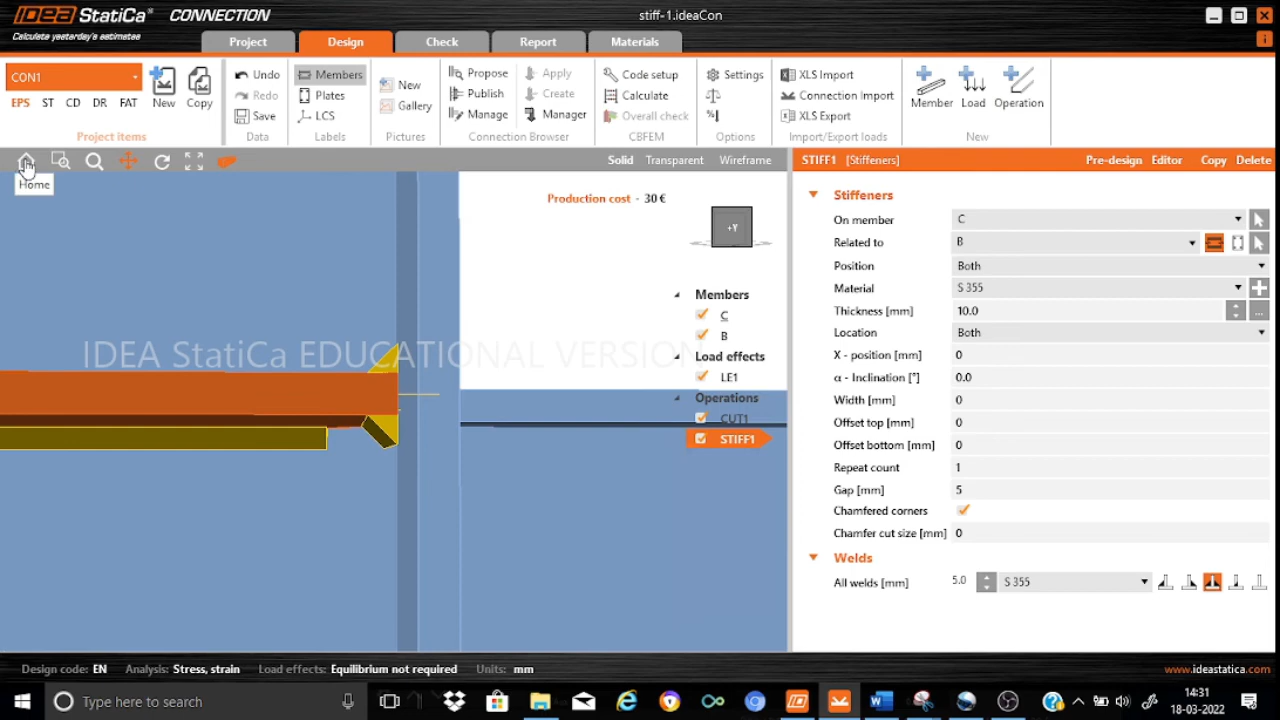 IDEA StatiCa® CONNECTION
stiff-1.ideaCon
Calculate yesterday's estimates
Project Design Check Report Materials
CON1
EPS ST CD DR FAT
New Copy
Project items
Undo
Redo
Save
Data
Members
Plates
LCS
Labels
New
Gallery
Pictures
Propose Apply
Publish Create
Manage Manager
Connection Browser
Code setup
Calculate
Overall check
CBFEM
Settings
Options
XLS Import
Connection Import
XLS Export
Import/Export loads
Member Load Operation
New
Home
Solid Transparent Wireframe
Production cost - 30 €
+Y
IDEA StatiCa EDUCATIONAL VERSION
Members
C
B
Load effects
LE1
Operations
CUT1
STIFF1
STIFF1 [Stiffeners] Pre-design Editor Copy Delete
Stiffeners
On member C
Related to B
Position Both
Material S 355
Thickness [mm] 10.0
Location Both
X - position [mm] 0
α - Inclination [°] 0.0
Width [mm] 0
Offset top [mm] 0
Offset bottom [mm] 0
Repeat count 1
Gap [mm] 5
Chamfered corners
Chamfer cut size [mm] 0
Welds
All welds [mm] 5.0 S 355
Design code: EN Analysis: Stress, strain Load effects: Equilibrium not required Units: mm
www.ideastatica.com
Type here to search
14:31
18-03-2022